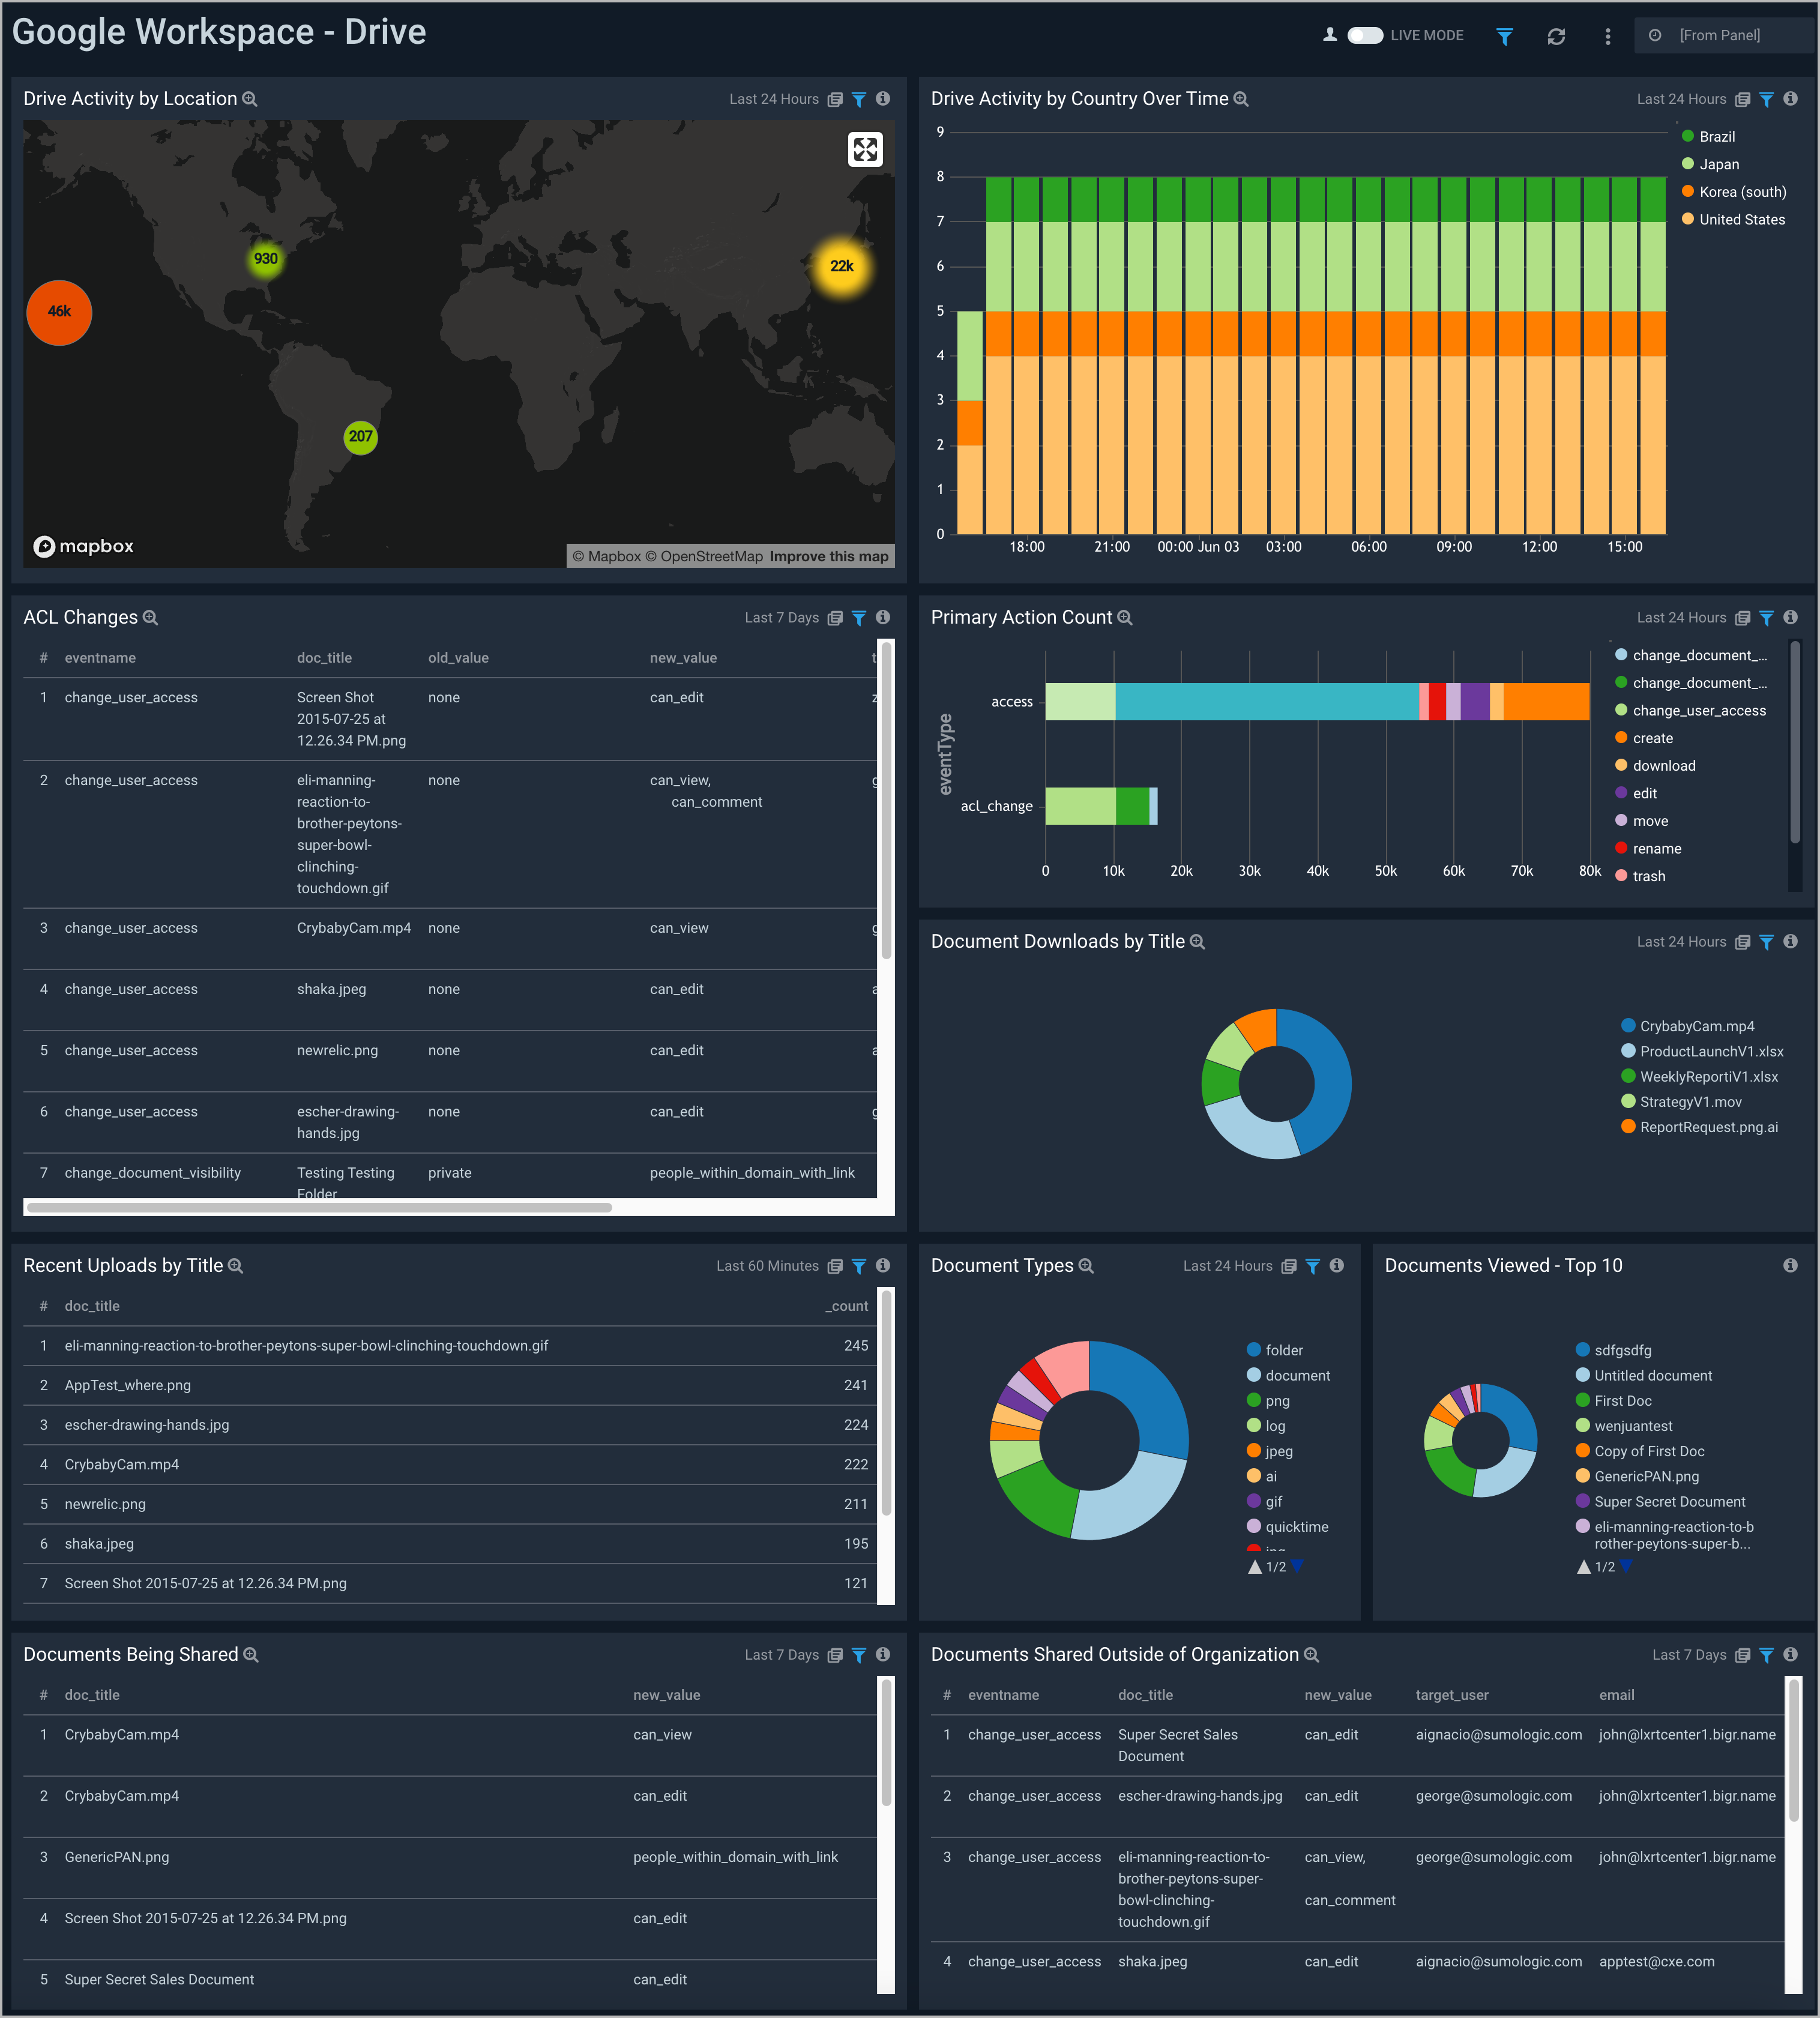 Google Workspace - Drive
LIVE MODE
[From Panel]
Drive Activity by Location
Last 24 Hours
930
22k
46k
207
mapbox
© Mapbox © OpenStreetMap Improve this map
Drive Activity by Country Over Time
Last 24 Hours
9
8
7
6
5
4
3
2
1
0
18:00 21:00 00:00 Jun 03 03:00 06:00 09:00 12:00 15:00
Brazil
Japan
Korea (south)
United States
ACL Changes
Last 7 Days
# eventname doc_title old_value new_value t
1 change_user_access Screen Shot none can_edit z
2015-07-25 at
12.26.34 PM.png
2 change_user_access eli-manning- none can_view, g
reaction-to- can_comment
brother-peytons-
super-bowl-
clinching-
touchdown.gif
3 change_user_access CrybabyCam.mp4 none can_view g
4 change_user_access shaka.jpeg none can_edit a
5 change_user_access newrelic.png none can_edit a
6 change_user_access escher-drawing- none can_edit g
hands.jpg
7 change_document_visibility Testing Testing private people_within_domain_with_link
Folder
Primary Action Count
Last 24 Hours
eventType
access
acl_change
0 10k 20k 30k 40k 50k 60k 70k 80k
change_document_...
change_document_...
change_user_access
create
download
edit
move
rename
trash
Document Downloads by Title
Last 24 Hours
CrybabyCam.mp4
ProductLaunchV1.xlsx
WeeklyReportiV1.xlsx
StrategyV1.mov
ReportRequest.png.ai
Recent Uploads by Title
Last 60 Minutes
# doc_title _count
1 eli-manning-reaction-to-brother-peytons-super-bowl-clinching-touchdown.gif 245
2 AppTest_where.png 241
3 escher-drawing-hands.jpg 224
4 CrybabyCam.mp4 222
5 newrelic.png 211
6 shaka.jpeg 195
7 Screen Shot 2015-07-25 at 12.26.34 PM.png 121
Document Types
Last 24 Hours
folder
document
png
log
jpeg
ai
gif
quicktime
jpg
1/2
Documents Viewed - Top 10
sdfgsdfg
Untitled document
First Doc
wenjuantest
Copy of First Doc
GenericPAN.png
Super Secret Document
eli-manning-reaction-to-b
rother-peytons-super-b...
1/2
Documents Being Shared
Last 7 Days
# doc_title new_value
1 CrybabyCam.mp4 can_view
2 CrybabyCam.mp4 can_edit
3 GenericPAN.png people_within_domain_with_link
4 Screen Shot 2015-07-25 at 12.26.34 PM.png can_edit
5 Super Secret Sales Document can_edit
Documents Shared Outside of Organization
Last 7 Days
# eventname doc_title new_value target_user email
1 change_user_access Super Secret Sales can_edit aignacio@sumologic.com john@lxrtcenter1.bigr.name
Document
2 change_user_access escher-drawing-hands.jpg can_edit george@sumologic.com john@lxrtcenter1.bigr.name
3 change_user_access eli-manning-reaction-to- can_view, george@sumologic.com john@lxrtcenter1.bigr.name
brother-peytons-super-
bowl-clinching- can_comment
touchdown.gif
4 change_user_access shaka.jpeg can_edit aignacio@sumologic.com apptest@cxe.com